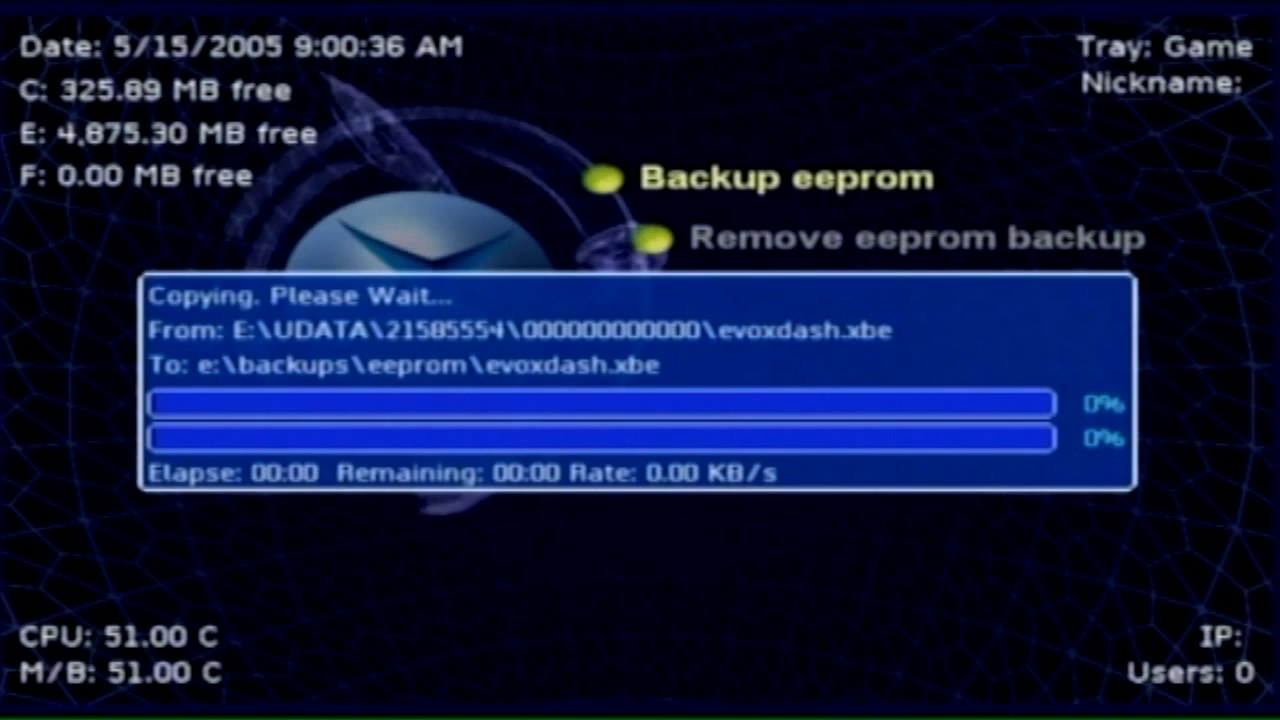 Date: 5/15/2005 9:00:36 AM
Tray: Game
C: 325.89 MB free
Nickname:
E: 4,875.30 MB free
F: 0.00 MB free
Backup eeprom
Remove eeprom backup
Copying. Please Wait...
From: E:\UDATA\21585554\000000000000\evoxdash.xbe
To: e:\backups\eeprom\evoxdash.xbe
0%
0%
Elapse: 00:00 Remaining: 00:00 Rate: 0.00 KB/s
CPU: 51.00 C
IP:
M/B: 51.00 C
Users: 0